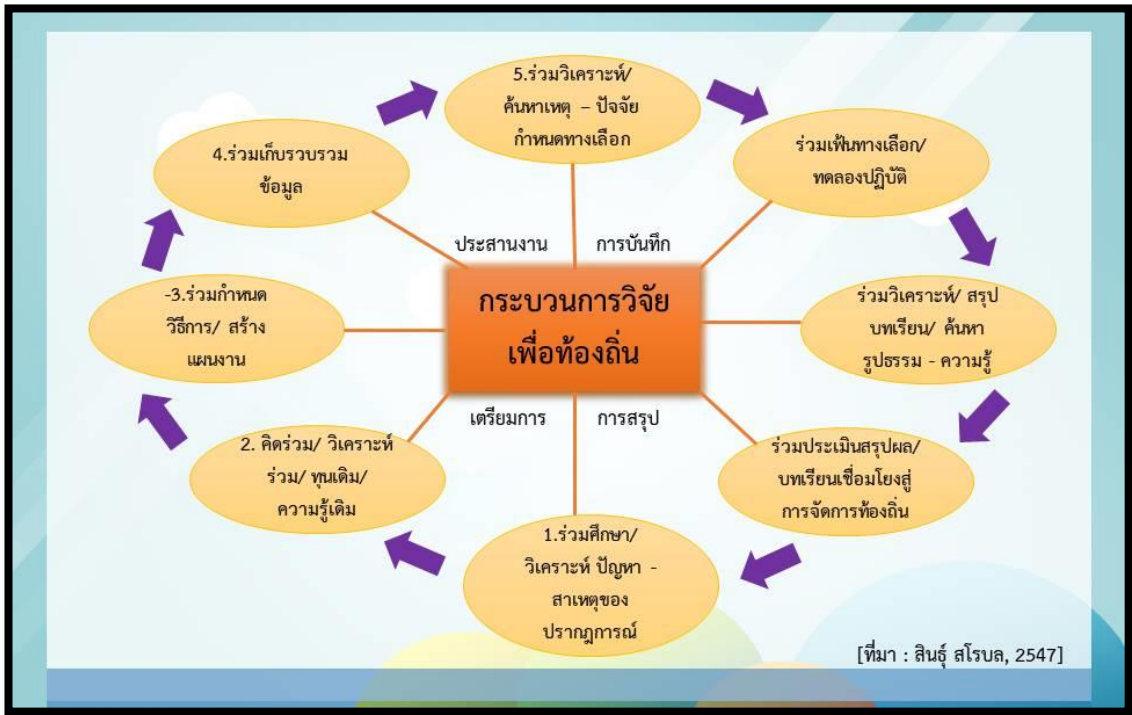 5.ร่วมวิเคราะห์/
ค้นหาเหตุ – ปัจจัย
กำหนดทางเลือก
ร่วมเฟ้นทางเลือก/
ทดลองปฏิบัติ
4.ร่วมเก็บรวบรวม
ข้อมูล
ประสานงาน
การบันทึก
กระบวนการวิจัย
เพื่อท้องถิ่น
-3.ร่วมกำหนด
วิธีการ/ สร้าง
แผนงาน
ร่วมวิเคราะห์/ สรุป
บทเรียน/ ค้นหา
รูปธรรม - ความรู้
เตรียมการ
การสรุป
2. คิดร่วม/ วิเคราะห์
ร่วม/ ทุนเดิม/
ความรู้เดิม
ร่วมประเมินสรุปผล/
บทเรียนเชื่อมโยงสู่
การจัดการท้องถิ่น
1.ร่วมศึกษา/
วิเคราะห์ ปัญหา -
สาเหตุของ
ปรากฏการณ์
[ที่มา : สินธุ์ สโรบล, 2547]